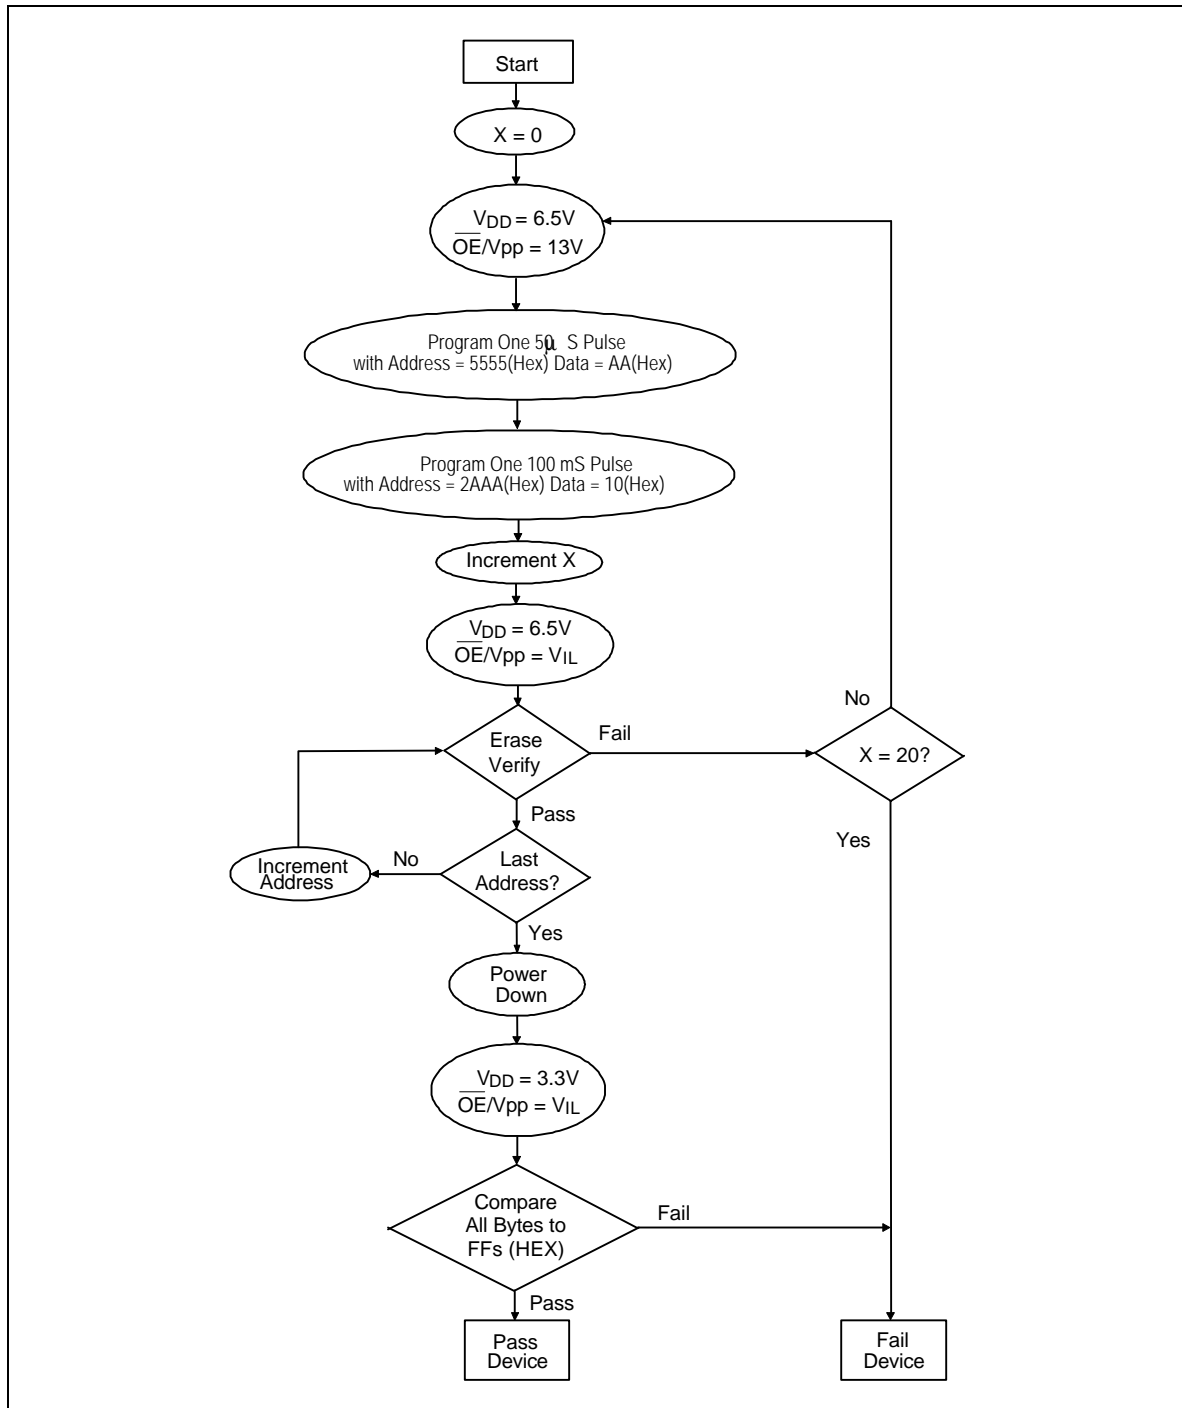 Start
X = 0
VDD = 6.5V
OE/Vpp = 13V
Program One 50μ S Pulse
with Address = 5555(Hex) Data = AA(Hex)
Program One 100 mS Pulse
with Address = 2AAA(Hex) Data = 10(Hex)
Increment X
VDD = 6.5V
OE/Vpp = VIL
Erase
Verify
Fail
No
X = 20?
Yes
Pass
Last
Address?
No
Increment
Address
Yes
Power
Down
VDD = 3.3V
OE/Vpp = VIL
Compare
All Bytes to
FFs (HEX)
Fail
Pass
Pass
Device
Fail
Device